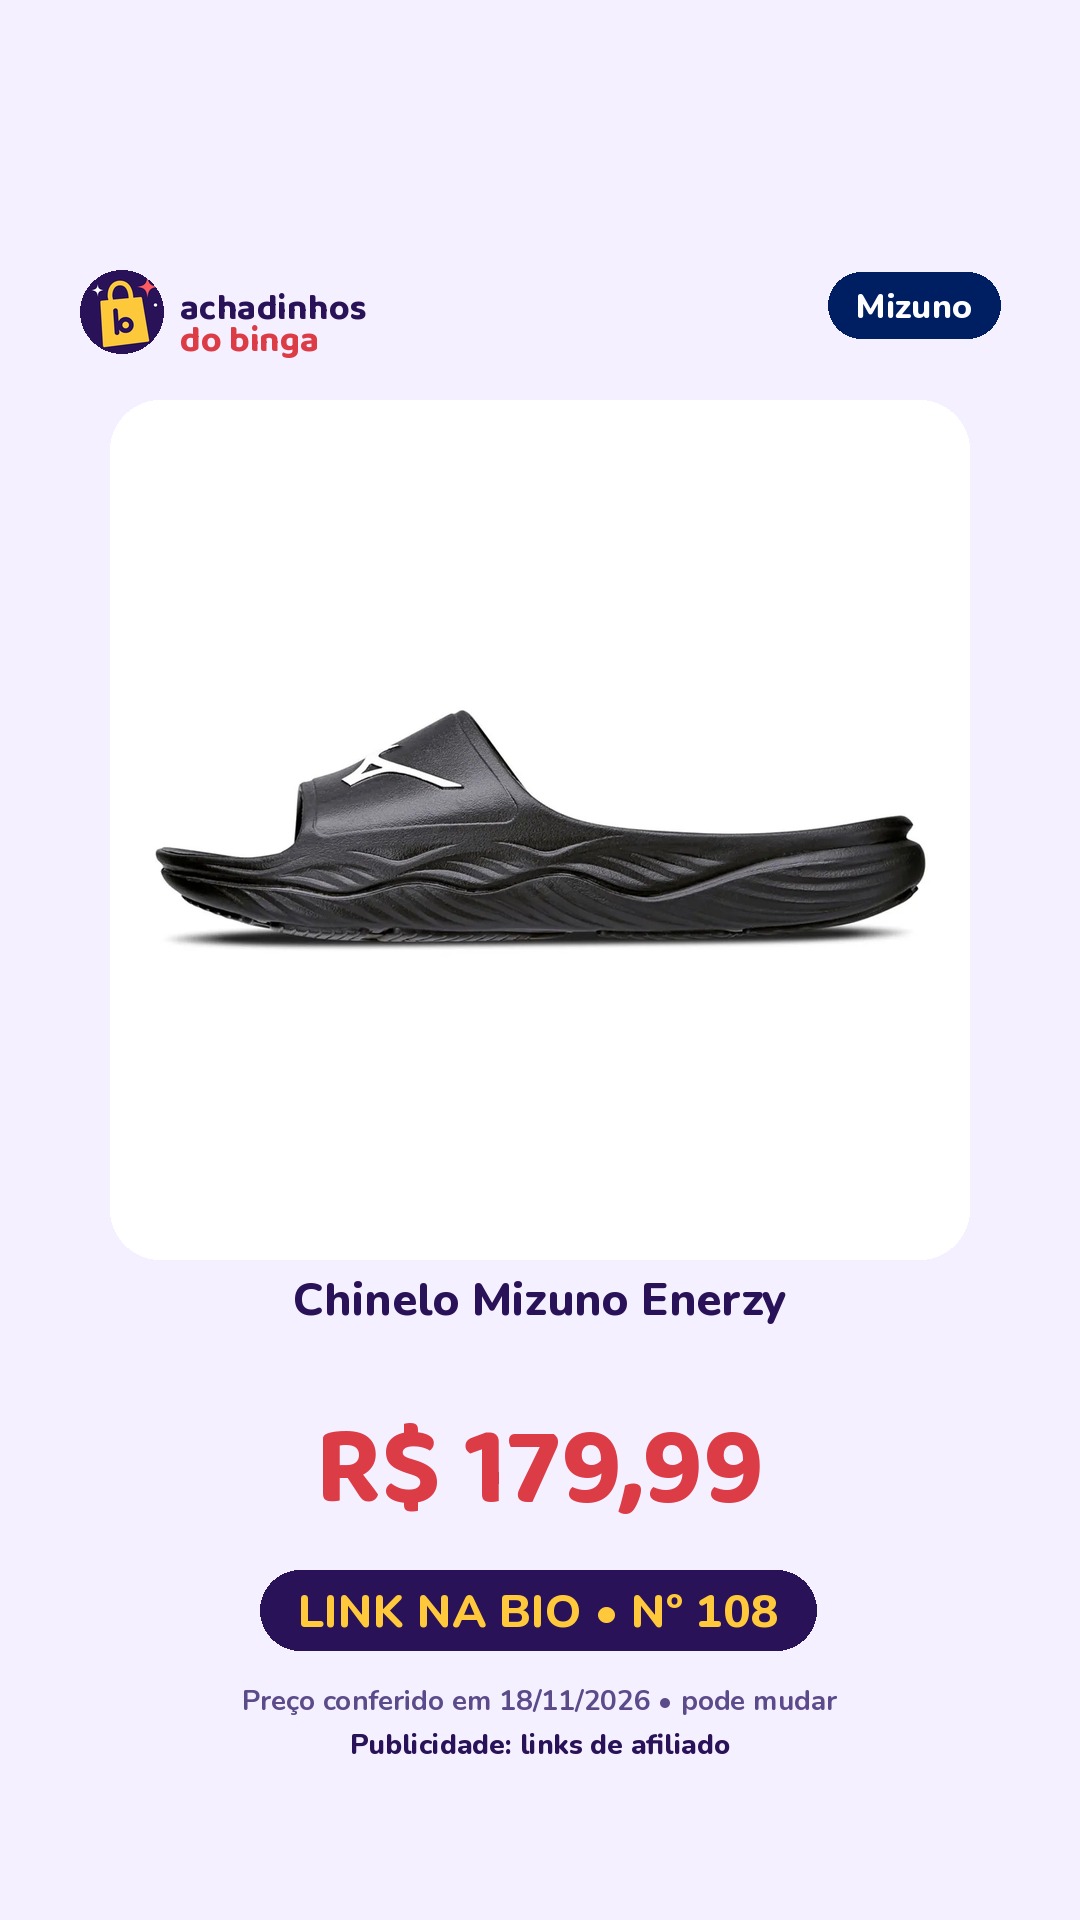 achadinhos
do binga
Mizuno
b
Chinelo Mizuno Enerzy
R$ 179,99
LINK NA BIO • Nº 108
Preço conferido em 18/11/2026 • pode mudar
Publicidade: links de afiliado